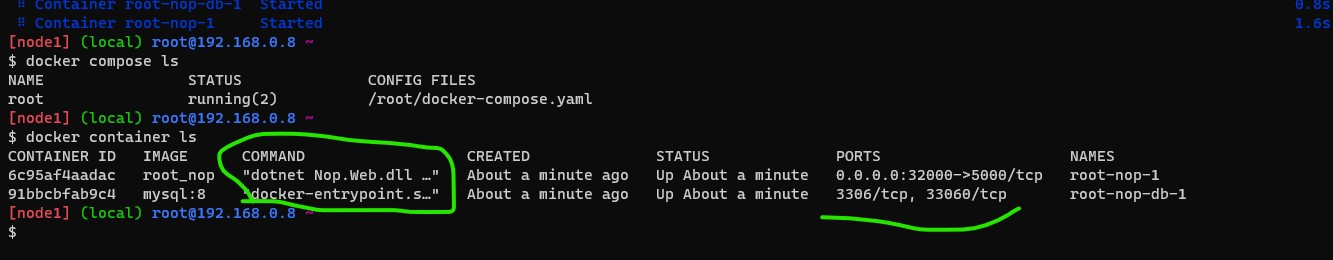 ⠿ Container root-nop-db-1  Started  0.8s
⠿ Container root-nop-1     Started  1.6s
[node1] (local) root@192.168.0.8 ~
$ docker compose ls
NAME                STATUS              CONFIG FILES
root                running(2)          /root/docker-compose.yaml
[node1] (local) root@192.168.0.8 ~
$ docker container ls
CONTAINER ID   IMAGE      COMMAND                  CREATED              STATUS              PORTS                     NAMES
6c95af4aadac   root_nop   "dotnet Nop.Web.dll …"   About a minute ago   Up About a minute   0.0.0.0:32000->5000/tcp   root-nop-1
91bbcbfab9c4   mysql:8    "docker-entrypoint.s…"   About a minute ago   Up About a minute   3306/tcp, 33060/tcp       root-nop-db-1
[node1] (local) root@192.168.0.8 ~
$